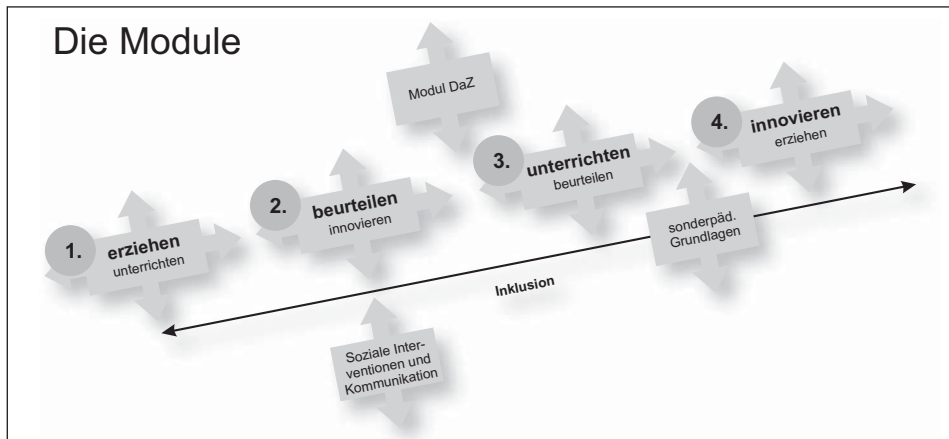 Die Module
Modul DaZ
1.
erziehen
unterrichten
2.
beurteilen
innovieren
3.
unterrichten
beurteilen
4.
innovieren
erziehen
sonderpäd.
Grundlagen
Inklusion
Soziale Inter-
ventionen und
Kommunikation